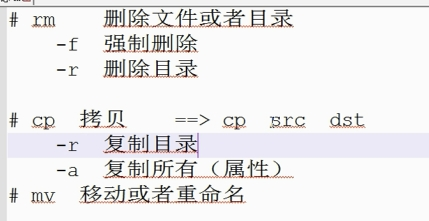 # rm 删除文件或者目录
-f 强制删除
-r 删除目录
# cp 拷贝 ==> cp src dst
-r 复制目录
-a 复制所有（属性）
# mv 移动或者重命名